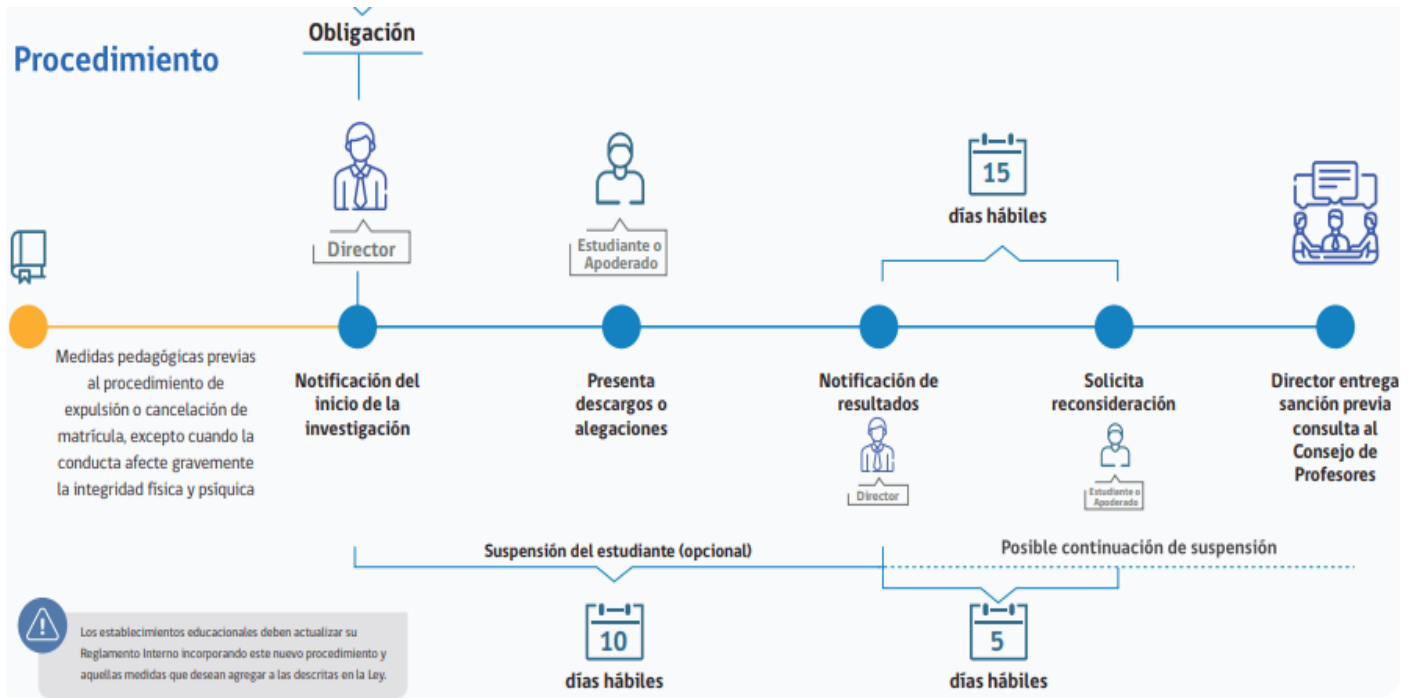 Procedimiento
Obligación
Director
Estudiante o
Apoderado
15
días hábiles
Medidas pedagógicas previas
al procedimiento de
expulsión o cancelación de
matrícula, excepto cuando la
conducta afecte gravemente
la integridad física y psíquica
Notificación del
inicio de la
investigación
Presenta
descargos o
alegaciones
Notificación de
resultados
Director
Solicita
reconsideración
Estudiante o
Apoderado
Director entrega
sanción previa
consulta al
Consejo de
Profesores
Suspensión del estudiante (opcional)
Posible continuación de suspensión
10
días hábiles
5
días hábiles
Los establecimientos educacionales deben actualizar su
Reglamento Interno incorporando este nuevo procedimiento y
aquellas medidas que desean agregar a las descritas en la Ley.